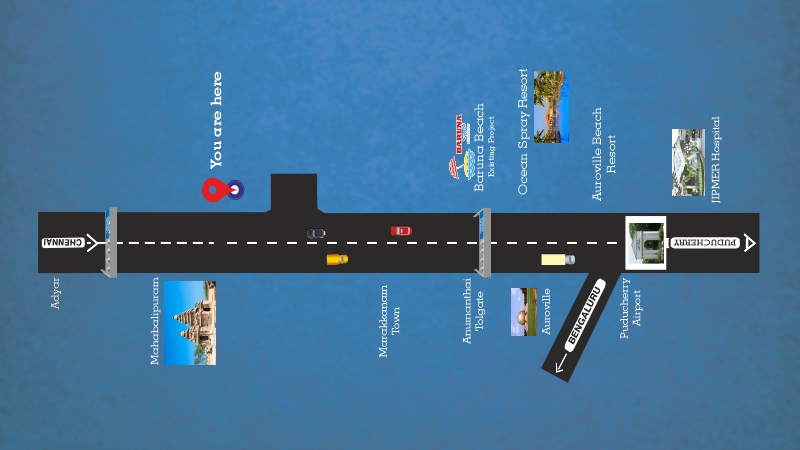 CHENNAI
Adyar
Mahabalipuram
You are here
Marakkanam
Town
BARUNA
Baruna Beach
Existing Project
Anumanthai
Tolgate
Ocean Spray Resort
Auroville
Auroville Beach
Resort
BENGALURU
Puducherry
Airport
JIPMER Hospital
PUDUCHERRY